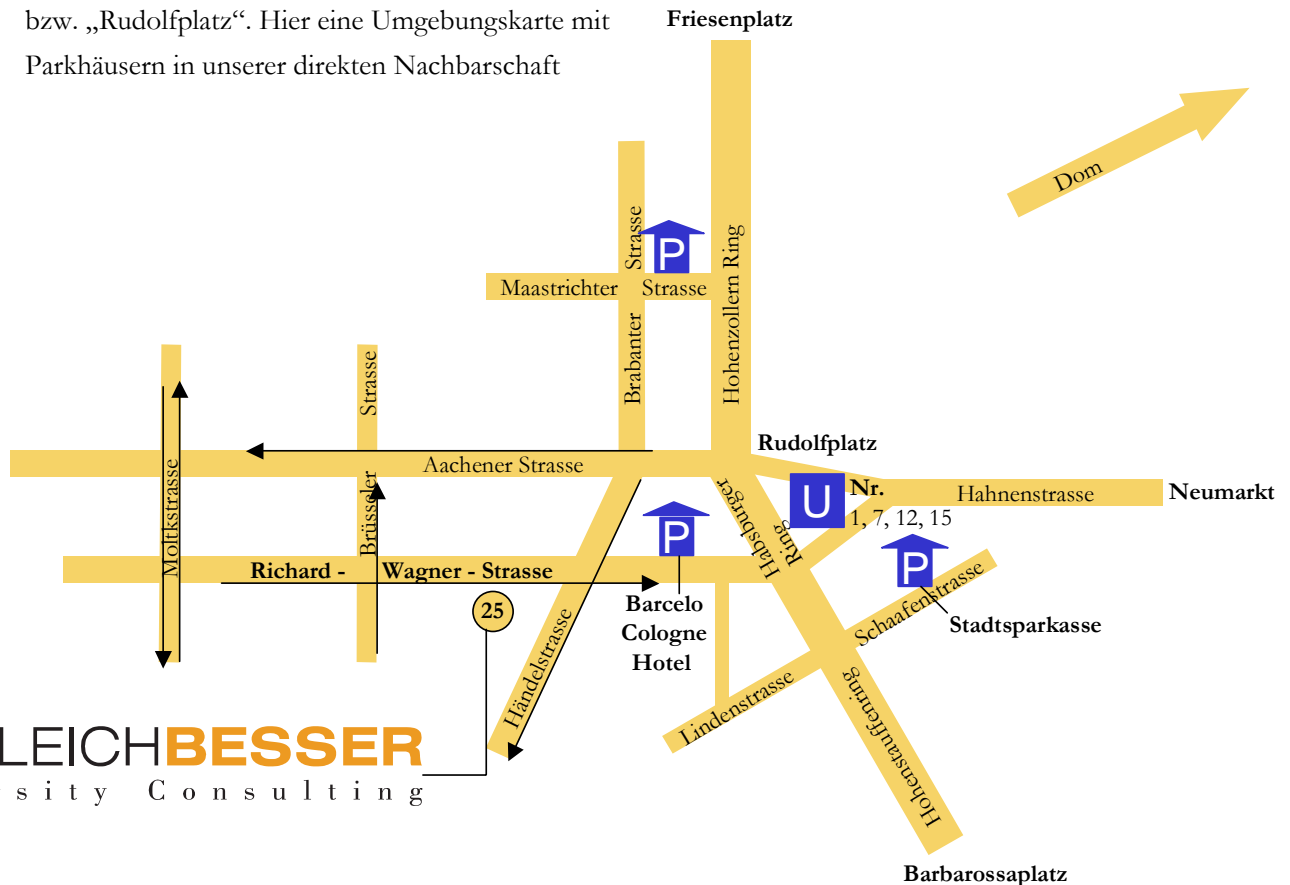 bzw. „Rudolfplatz“. Hier eine Umgebungskarte mit
Parkhäusern in unserer direkten Nachbarschaft
Friesenplatz
Dom
Brabanter Strasse
P
Hohenzollern Ring
Maastrichter Strasse
Moltkstrasse
Brüsseler Strasse
Rudolfplatz
Aachener Strasse
Habsburger
Ring
U
Nr.
1, 7, 12, 15
Hahnenstrasse
Neumarkt
P
P
Richard - Wagner - Strasse
25
Barcelo
Cologne
Hotel
Schaafenstrasse
Stadtsparkasse
Händelstrasse
Lindenstrasse
Hohenstauffenring
LEICHBESSER
sity Consulting
Barbarossaplatz